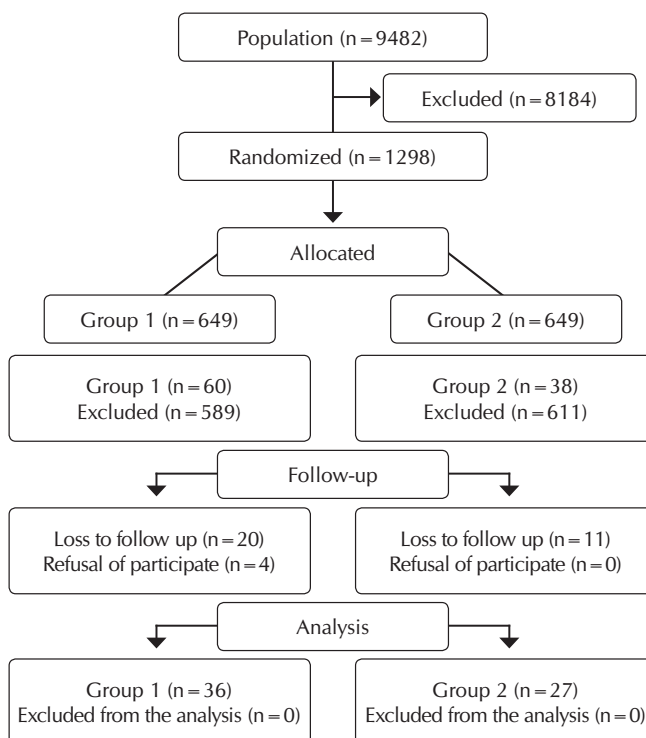 Population (n=9482)
Excluded (n=8184)
Randomized (n=1298)
Allocated
Group 1 (n=649)
Group 2 (n=649)
Group 1 (n=60)
Excluded (n=589)
Group 2 (n=38)
Excluded (n=611)
Follow-up
Loss to follow up (n=20)
Refusal of participate (n=4)
Loss to follow up (n=11)
Refusal of participate (n=0)
Analysis
Group 1 (n=36)
Excluded from the analysis (n=0)
Group 2 (n=27)
Excluded from the analysis (n=0)